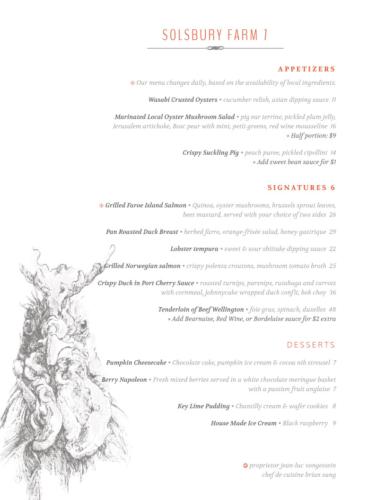 SOLSBURY FARM 7
APPETIZERS
Our menu changes daily, based on the availability of local ingredients.
Wasabi Crusted Oysters • cucumber relish, asian dipping sauce 11
Marinated Local Oyster Mushroom Salad • pig ear terrine, pickled plum jelly,
Jerusalem artichoke, Bosc pear with mint, petit greens, red wine mousseline 16
• Half portion: $9
Crispy Suckling Pig • peach puree, pickled cipollini 14
• Add sweet bean sauce for $1
SIGNATURES 6
Grilled Faroe Island Salmon • Quinoa, oyster mushrooms, brussels sprout leaves,
beet mustard, served with your choice of two sides 26
Pan Roasted Duck Breast • herbed farro, orange-frisée salad, honey gastrique 29
Lobster tempura • sweet & sour shiitake dipping sauce 22
Grilled Norwegian salmon • crispy polenta croutons, mushroom tomato broth 25
Crispy Duck in Port Cherry Sauce • roasted turnips, parsnips, rutabaga and carrots
with cornmeal, johnnycake wrapped duck confit, bok choy 36
Tenderloin of Beef Wellington • foie gras, spinach, duxelles 48
• Add Bearnaise, Red Wine, or Bordelaise sauce for $2 extra
DESSERTS
Pumpkin Cheesecake • Chocolate cake, pumpkin ice cream & cocoa nib streusel 7
Berry Napoleon • Fresh mixed berries served in a white chocolate meringue basket
with a passion fruit anglaise 7
Key Lime Pudding • Chantilly cream & wafer cookies 8
House Made Ice Cream • Black raspberry 9
proprietor jean-luc vongessein
chef de cuisine brian sung